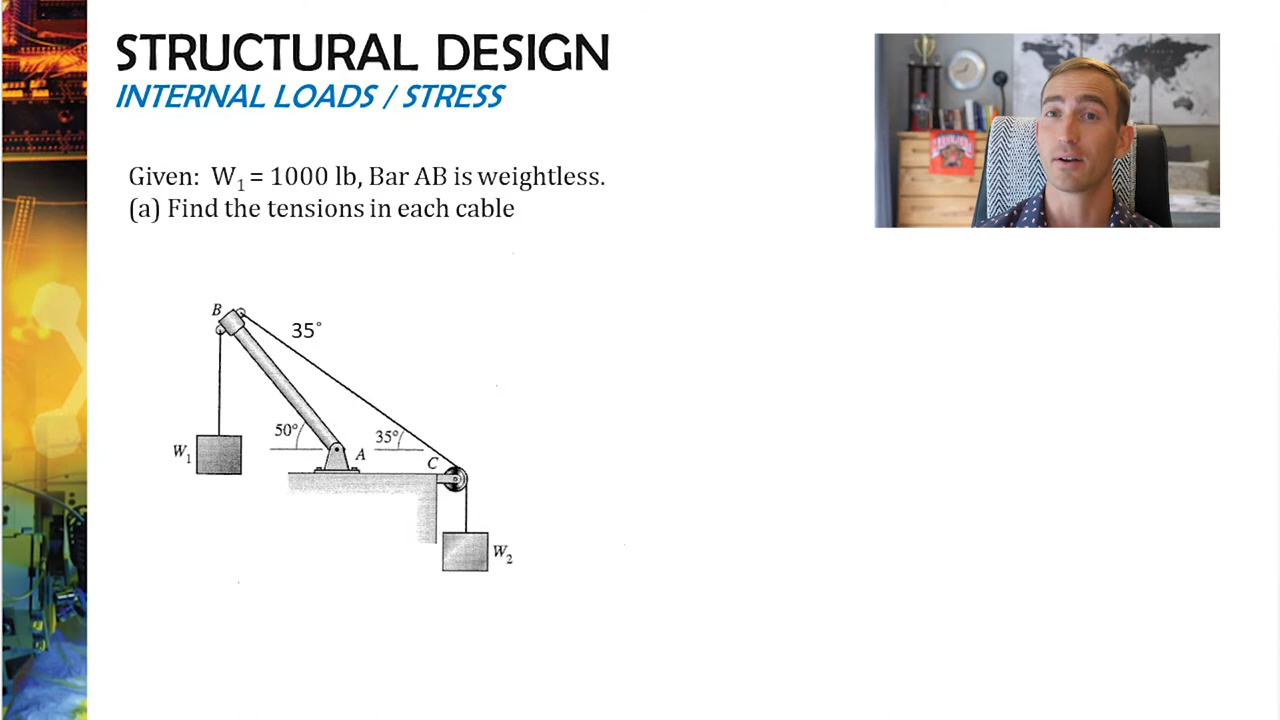 STRUCTURAL DESIGN
INTERNAL LOADS / STRESS
Given: W₁ = 1000 lb, Bar AB is weightless.
(a) Find the tensions in each cable
B
35°
50°
35°
A
W₁
C
W₂